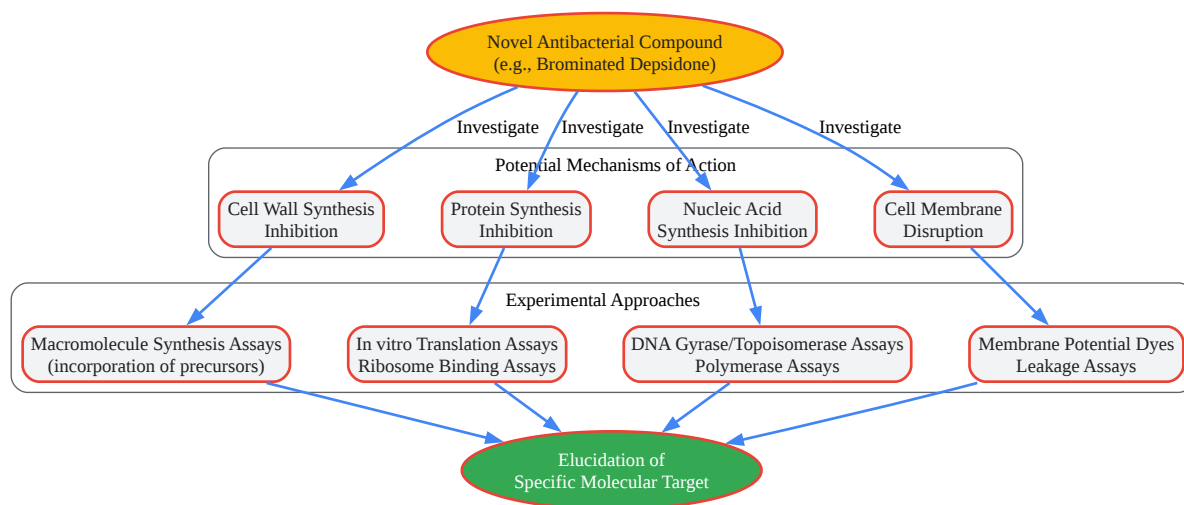 Novel Antibacterial Compound
(e.g., Brominated Depsidone)
Investigate
Investigate
Investigate
Investigate
Potential Mechanisms of Action
Cell Wall Synthesis
Inhibition
Protein Synthesis
Inhibition
Nucleic Acid
Synthesis Inhibition
Cell Membrane
Disruption
Experimental Approaches
Macromolecule Synthesis Assays
(incorporation of precursors)
In vitro Translation Assays
Ribosome Binding Assays
DNA Gyrase/Topoisomerase Assays
Polymerase Assays
Membrane Potential Dyes
Leakage Assays
Elucidation of
Specific Molecular Target